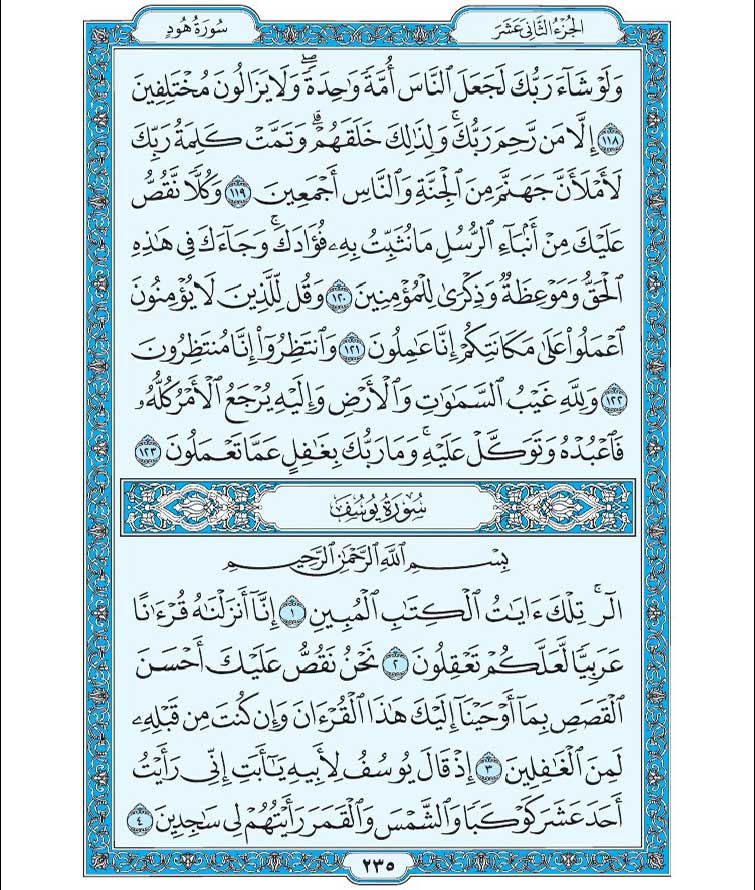 الجزء الثاني عشر
سورة هود
وَلَوْ شَآءَ رَبُّكَ لَجَعَلَ ٱلنَّاسَ أُمَّةً وَٰحِدَةً ۖ وَلَا يَزَالُونَ مُخْتَلِفِينَ
١١٨ إِلَّا مَن رَّحِمَ رَبُّكَ ۚ وَلِذَٰلِكَ خَلَقَهُمْ ۗ وَتَمَّتْ كَلِمَةُ رَبِّكَ
لَأَمْلَأَنَّ جَهَنَّمَ مِنَ ٱلْجِنَّةِ وَٱلنَّاسِ أَجْمَعِينَ ١١٩ وَكُلًّا نَّقُصُّ
عَلَيْكَ مِنْ أَنۢبَآءِ ٱلرُّسُلِ مَا نُثَبِّتُ بِهِۦ فُؤَادَكَ ۚ وَجَآءَكَ فِى هَٰذِهِ
ٱلْحَقُّ وَمَوْعِظَةٌ وَذِكْرَىٰ لِلْمُؤْمِنِينَ ١٢٠ وَقُل لِّلَّذِينَ لَا يُؤْمِنُونَ
ٱعْمَلُوا۟ عَلَىٰ مَكَانَتِكُمْ إِنَّا عَٰمِلُونَ ١٢١ وَٱنتَظِرُوٓا۟ إِنَّا مُنتَظِرُونَ
١٢٢ وَلِلَّهِ غَيْبُ ٱلسَّمَٰوَٰتِ وَٱلْأَرْضِ وَإِلَيْهِ يُرْجَعُ ٱلْأَمْرُ كُلُّهُۥ
فَٱعْبُدْهُ وَتَوَكَّلْ عَلَيْهِ ۚ وَمَا رَبُّكَ بِغَٰفِلٍ عَمَّا تَعْمَلُونَ ١٢٣
سُورَةُ يُوسُفَ
بِسْمِ ٱللَّهِ ٱلرَّحْمَٰنِ ٱلرَّحِيمِ
الٓر ۚ تِلْكَ ءَايَٰتُ ٱلْكِتَٰبِ ٱلْمُبِينِ ١ إِنَّآ أَنزَلْنَٰهُ قُرْءَٰنًا
عَرَبِيًّا لَّعَلَّكُمْ تَعْقِلُونَ ٢ نَحْنُ نَقُصُّ عَلَيْكَ أَحْسَنَ
ٱلْقَصَصِ بِمَآ أَوْحَيْنَآ إِلَيْكَ هَٰذَا ٱلْقُرْءَانَ وَإِن كُنتَ مِن قَبْلِهِۦ
لَمِنَ ٱلْغَٰفِلِينَ ٣ إِذْ قَالَ يُوسُفُ لِأَبِيهِ يَٰٓأَبَتِ إِنِّى رَأَيْتُ
أَحَدَ عَشَرَ كَوْكَبًا وَٱلشَّمْسَ وَٱلْقَمَرَ رَأَيْتُهُمْ لِى سَٰجِدِينَ ٤
٢٣٥